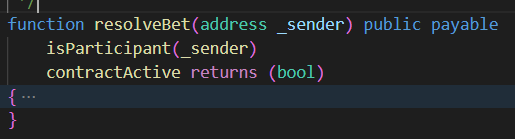 */
function resolveBet(address _sender) public payable
isParticipant(_sender)
contractActive returns (bool)
{ ⋯
}